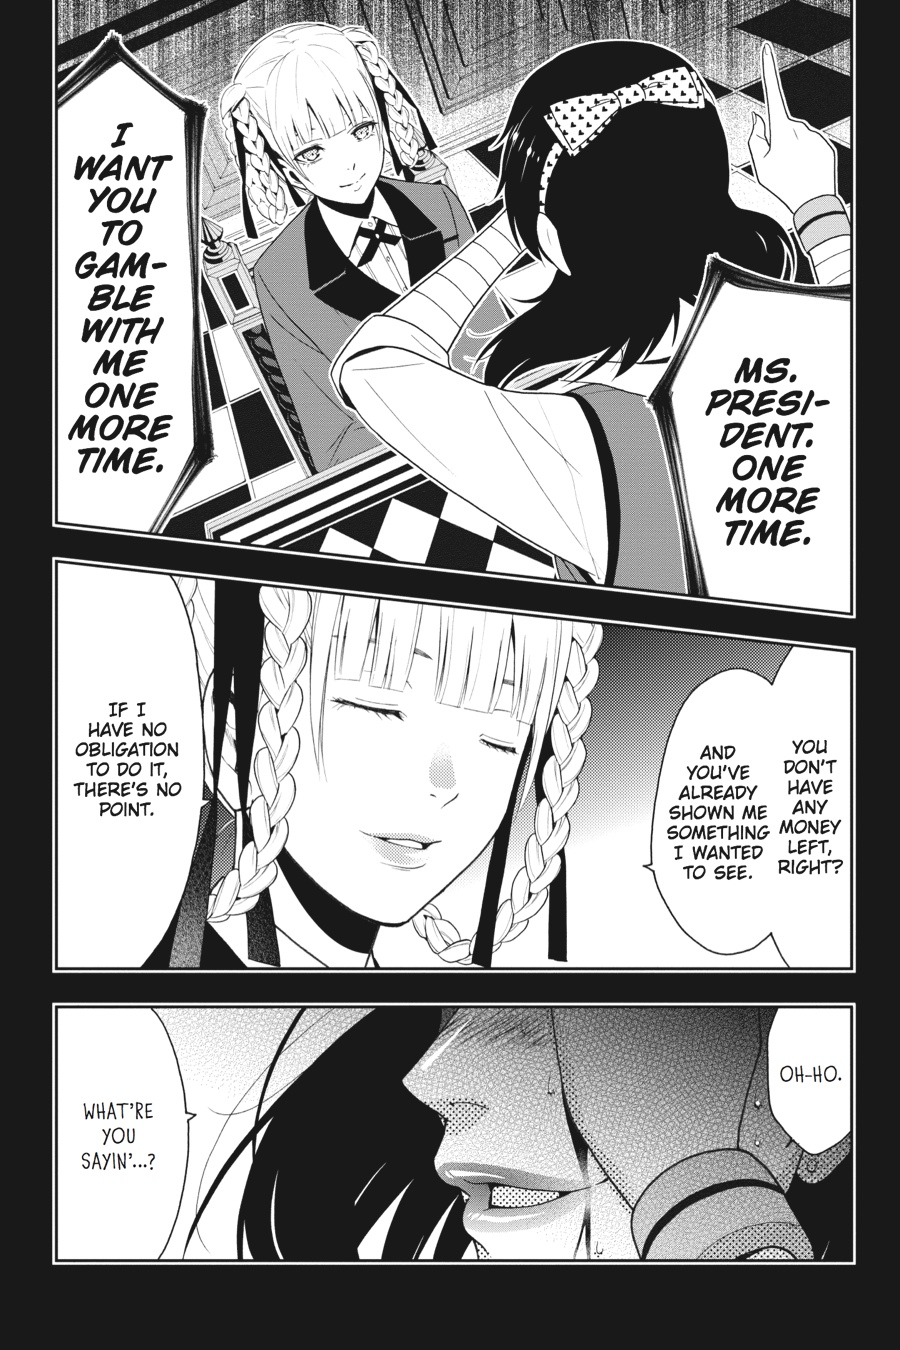 MS.
PRESI-
DENT.
ONE
MORE
TIME.
I
WANT
YOU
TO
GAM-
BLE
WITH
ME
ONE
MORE
TIME.
YOU
DON'T
HAVE
ANY
MONEY
LEFT,
RIGHT?
AND
YOU'VE
ALREADY
SHOWN ME
SOMETHING
I WANTED
TO SEE.
IF I
HAVE NO
OBLIGATION
TO DO IT,
THERE'S NO
POINT.
OH-HO.
WHAT'RE
YOU
SAYIN'...?